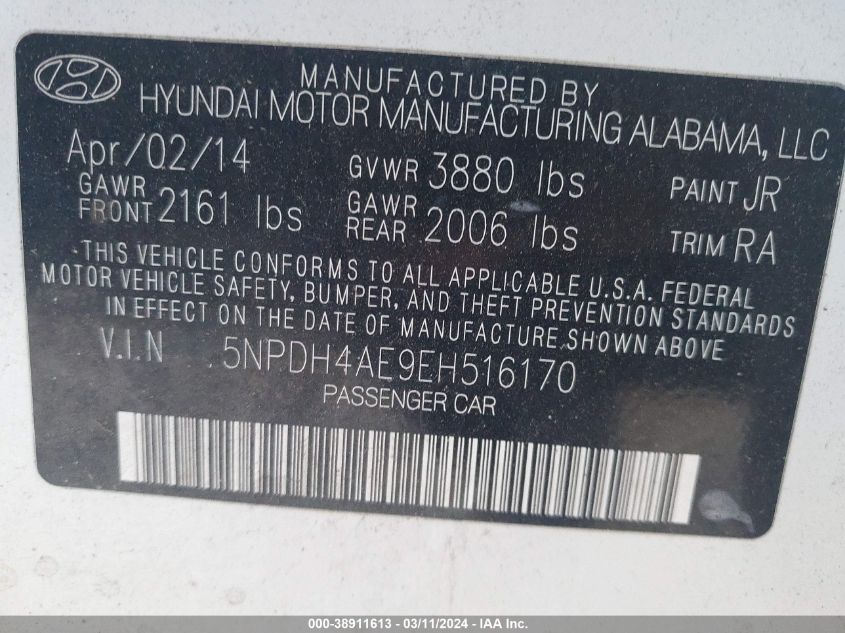 MANUFACTURED BY
HYUNDAI MOTOR MANUFACTURING ALABAMA, LLC
Apr/02/14 GVWR 3880 lbs PAINT JR
GAWR FRONT 2161 lbs GAWR REAR 2006 lbs TRIM RA
THIS VEHICLE CONFORMS TO ALL APPLICABLE U.S.A. FEDERAL
MOTOR VEHICLE SAFETY, BUMPER, AND THEFT PREVENTION STANDARDS
IN EFFECT ON THE DATE OF MANUFACTURE SHOWN ABOVE
V.I.N 5NPDH4AE9EH516170
PASSENGER CAR
000-38911613 - 03/11/2024 - IAA Inc.